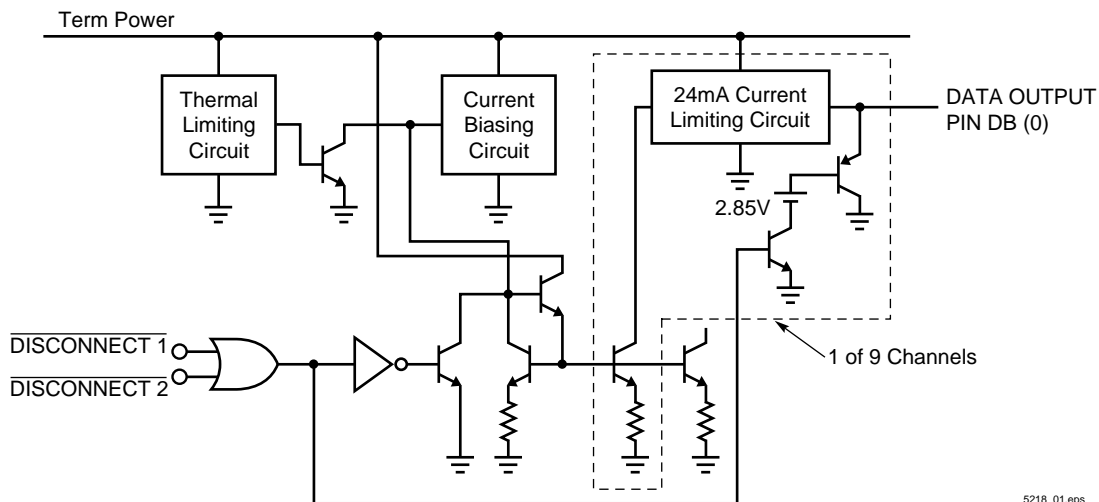 Term Power
Thermal
Limiting
Circuit
Current
Biasing
Circuit
24mA Current
Limiting Circuit
DATA OUTPUT
PIN DB (0)
2.85V
DISCONNECT 1
DISCONNECT 2
1 of 9 Channels
5218_01.eps